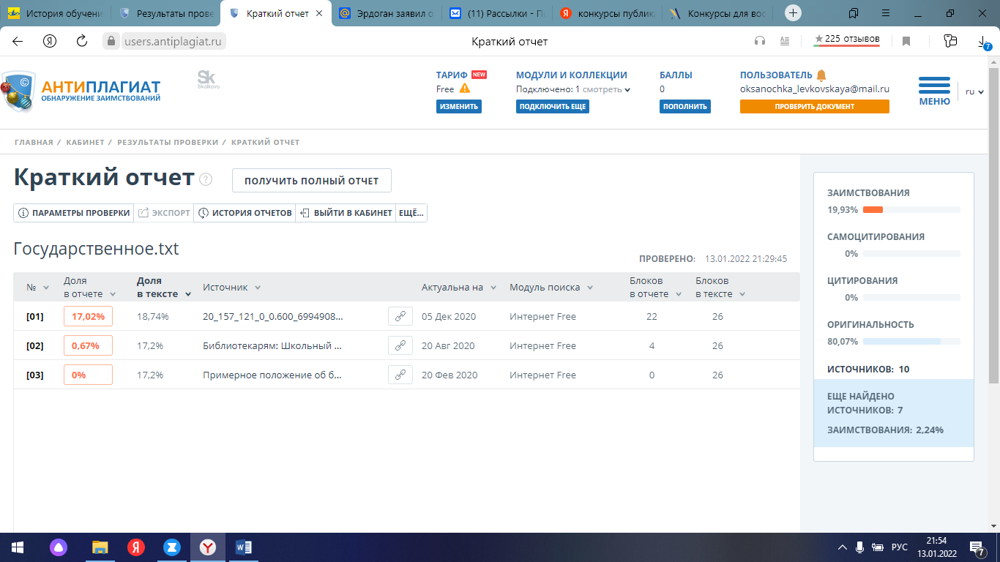 История обучени
Результаты прове
Краткий отчет
Эрдоган заявил о
(11) Рассылки - По
конкурсы публик
Конкурсы для вос
users.antiplagiat.ru
Краткий отчет
225 отзывов
7
АНТИПЛАГИАТ
ОБНАРУЖЕНИЕ ЗАИМСТВОВАНИЙ
Sk
Skolkovo
ТАРИФ NEW
Free
ИЗМЕНИТЬ
МОДУЛИ И КОЛЛЕКЦИИ
Подключено: 1 смотреть
ПОДКЛЮЧИТЬ ЕЩЕ
БАЛЛЫ
0
ПОПОЛНИТЬ
ПОЛЬЗОВАТЕЛЬ
oksanochka_levkovskaya@mail.ru
ПРОВЕРИТЬ ДОКУМЕНТ
МЕНЮ
ru
ГЛАВНАЯ / КАБИНЕТ / РЕЗУЛЬТАТЫ ПРОВЕРКИ / КРАТКИЙ ОТЧЕТ
Краткий отчет ?
ПОЛУЧИТЬ ПОЛНЫЙ ОТЧЕТ
ПАРАМЕТРЫ ПРОВЕРКИ ЭКСПОРТ ИСТОРИЯ ОТЧЕТОВ ВЫЙТИ В КАБИНЕТ ЕЩЁ...
Государственное.txt
ПРОВЕРЕНО: 13.01.2022 21:29:45
№ Доля в отчете Доля в тексте Источник Актуальна на Модуль поиска Блоков в отчете Блоков в тексте
[01] 17,02% 18,74% 20_157_121_0_0.600_6994908... 05 Дек 2020 Интернет Free 22 26
[02] 0,67% 17,2% Библиотекарям: Школьный ... 20 Авг 2020 Интернет Free 4 26
[03] 0% 17,2% Примерное положение об б... 20 Фев 2020 Интернет Free 0 26
ЗАИМСТВОВАНИЯ
19,93%
САМОЦИТИРОВАНИЯ
0%
ЦИТИРОВАНИЯ
0%
ОРИГИНАЛЬНОСТЬ
80,07%
ИСТОЧНИКОВ: 10
ЕЩЕ НАЙДЕНО
ИСТОЧНИКОВ: 7
ЗАИМСТВОВАНИЯ: 2,24%
РУС
21:54
13.01.2022
7